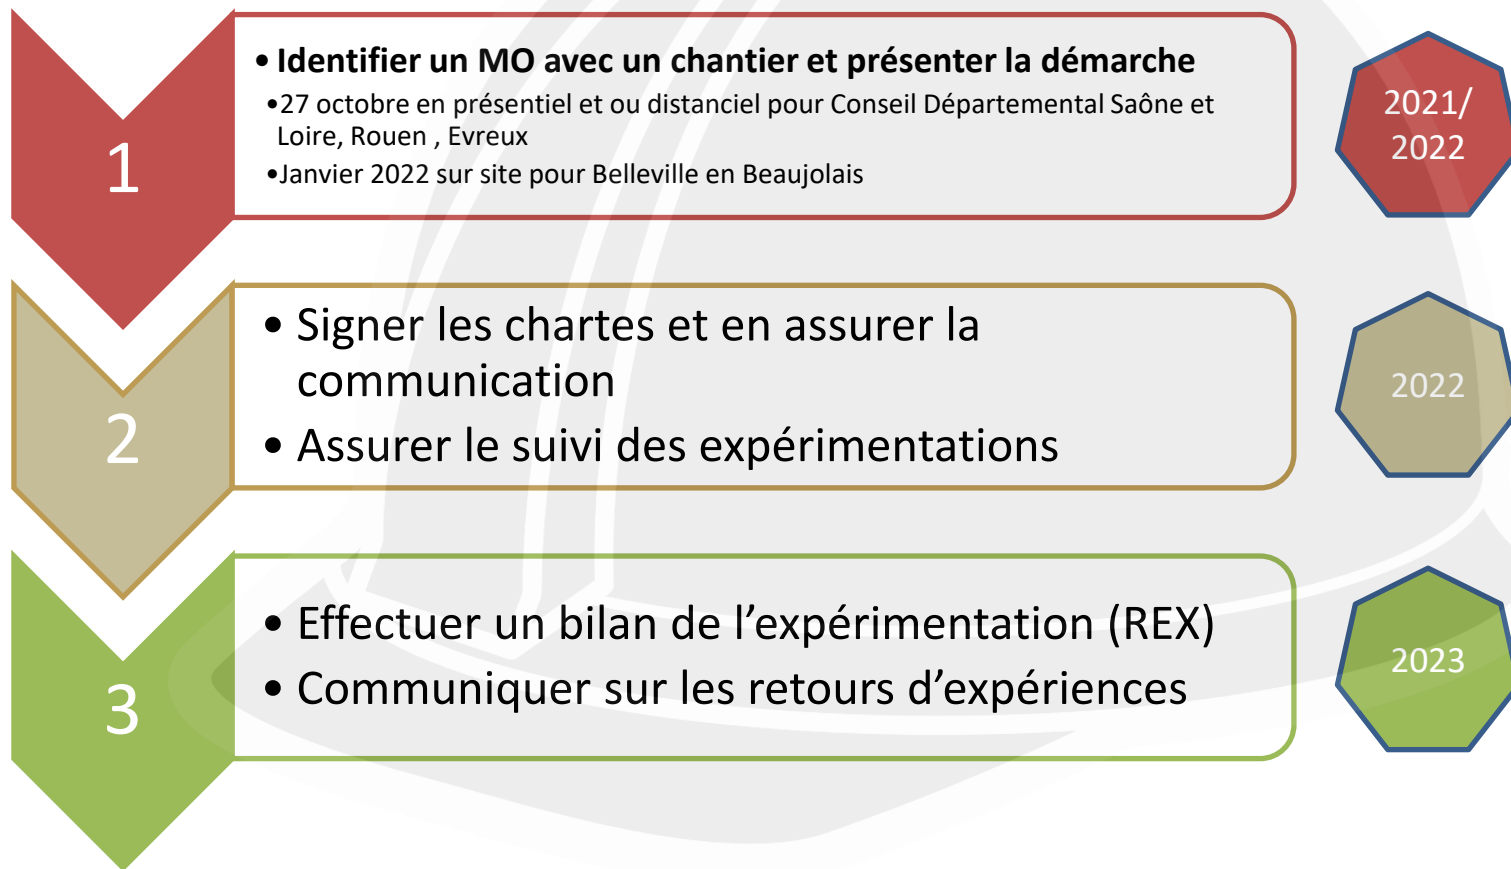 1
• Identifier un MO avec un chantier et présenter la démarche
•27 octobre en présentiel et ou distanciel pour Conseil Départemental Saône et
Loire, Rouen , Evreux
•Janvier 2022 sur site pour Belleville en Beaujolais
2021/
2022
2
• Signer les chartes et en assurer la
communication
• Assurer le suivi des expérimentations
2022
3
• Effectuer un bilan de l’expérimentation (REX)
• Communiquer sur les retours d’expériences
2023